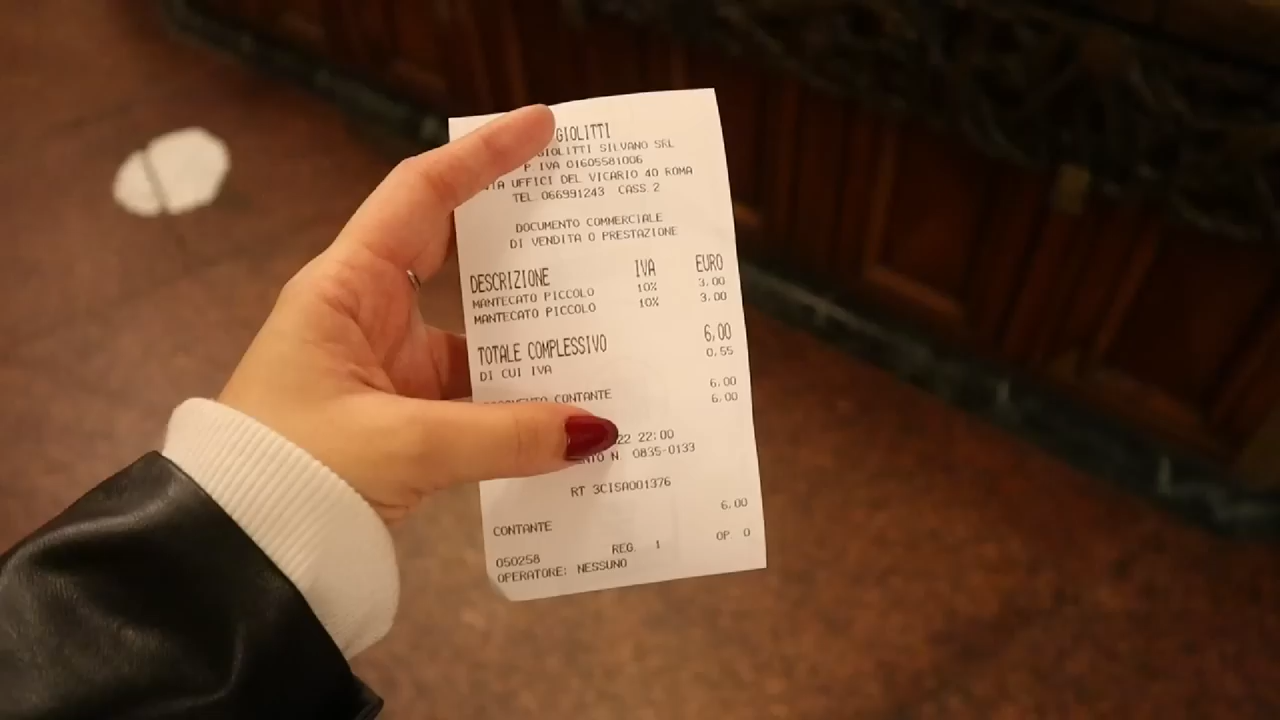 GIOLITTI
GIOLITTI SILVANO SRL
P IVA 01605581006
VIA UFFICI DEL VICARIO 40 ROMA
TEL. 066991243 CASS.2
DOCUMENTO COMMERCIALE
DI VENDITA O PRESTAZIONE
DESCRIZIONE IVA EURO
MANTECATO PICCOLO 10% 3,00
MANTECATO PICCOLO 10% 3,00
TOTALE COMPLESSIVO 6,00
DI CUI IVA 0,55
CONTANTE 6,00
6,00
22 22:00
N. 0835-0133
RT 3CISA001376
CONTANTE 6,00
050258 REG. 1 OP 0
OPERATORE: NESSUNO